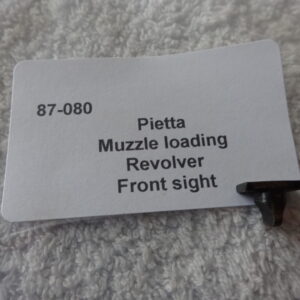 87-080
Pietta
Muzzle loading
Revolver
Front sight